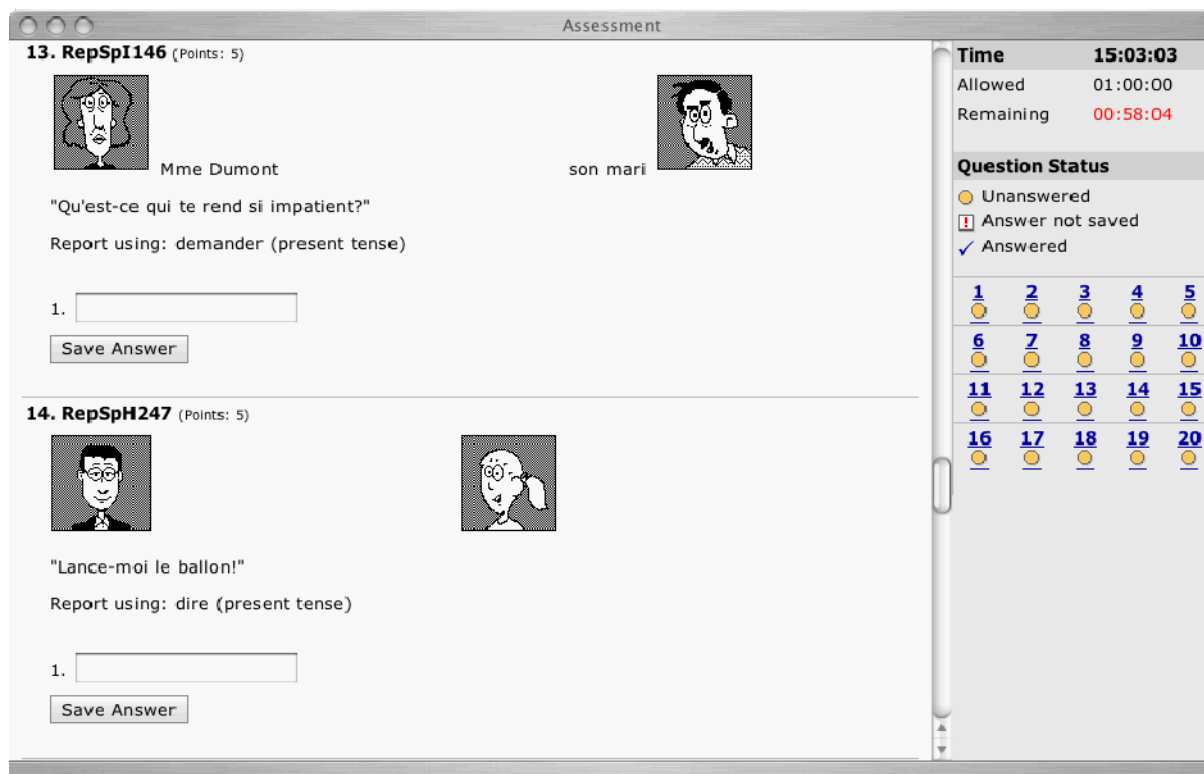 Assessment
13. RepSpI146 (Points: 5)
Mme Dumont
son mari
"Qu'est-ce qui te rend si impatient?"
Report using: demander (present tense)
1.
Save Answer
14. RepSpH247 (Points: 5)
"Lance-moi le ballon!"
Report using: dire (present tense)
1.
Save Answer
Time 15:03:03
Allowed 01:00:00
Remaining 00:58:04
Question Status
Unanswered
Answer not saved
Answered
1 2 3 4 5
6 7 8 9 10
11 12 13 14 15
16 17 18 19 20